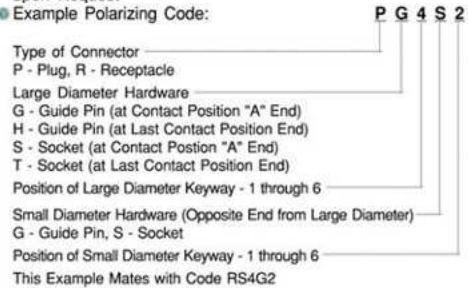 Example Polarizing Code: P G 4 S 2
Type of Connector
P - Plug, R - Receptacle
Large Diameter Hardware
G - Guide Pin (at Contact Position "A" End)
H - Guide Pin (at Last Contact Position End)
S - Socket (at Contact Postion "A" End)
T - Socket (at Last Contact Position End)
Position of Large Diameter Keyway - 1 through 6
Small Diameter Hardware (Opposite End from Large Diameter)
G - Guide Pin, S - Socket
Position of Small Diameter Keyway - 1 through 6
This Example Mates with Code RS4G2